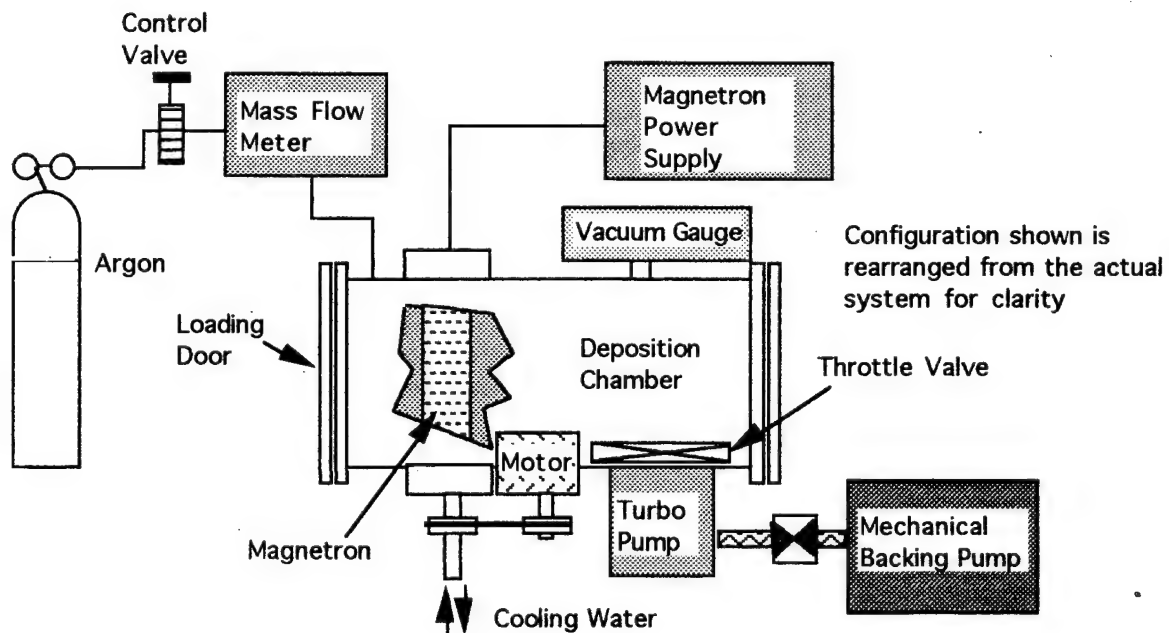 Control
Valve
Mass Flow
Meter
Magnetron
Power
Supply
Vacuum Gauge
Configuration shown is
rearranged from the actual
system for clarity
Argon
Loading
Door
Deposition
Chamber
Throttle Valve
Motor
Turbo
Pump
Mechanical
Backing Pump
Magnetron
Cooling Water